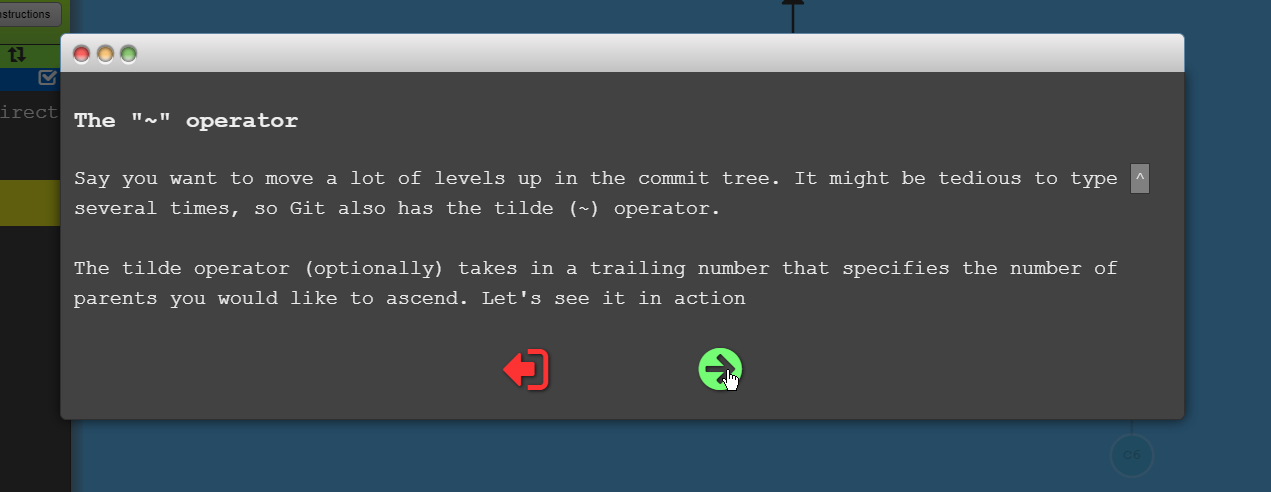 nstructions
irect
The "~" operator
Say you want to move a lot of levels up in the commit tree. It might be tedious to type ^
several times, so Git also has the tilde (~) operator.
The tilde operator (optionally) takes in a trailing number that specifies the number of
parents you would like to ascend. Let's see it in action
C6